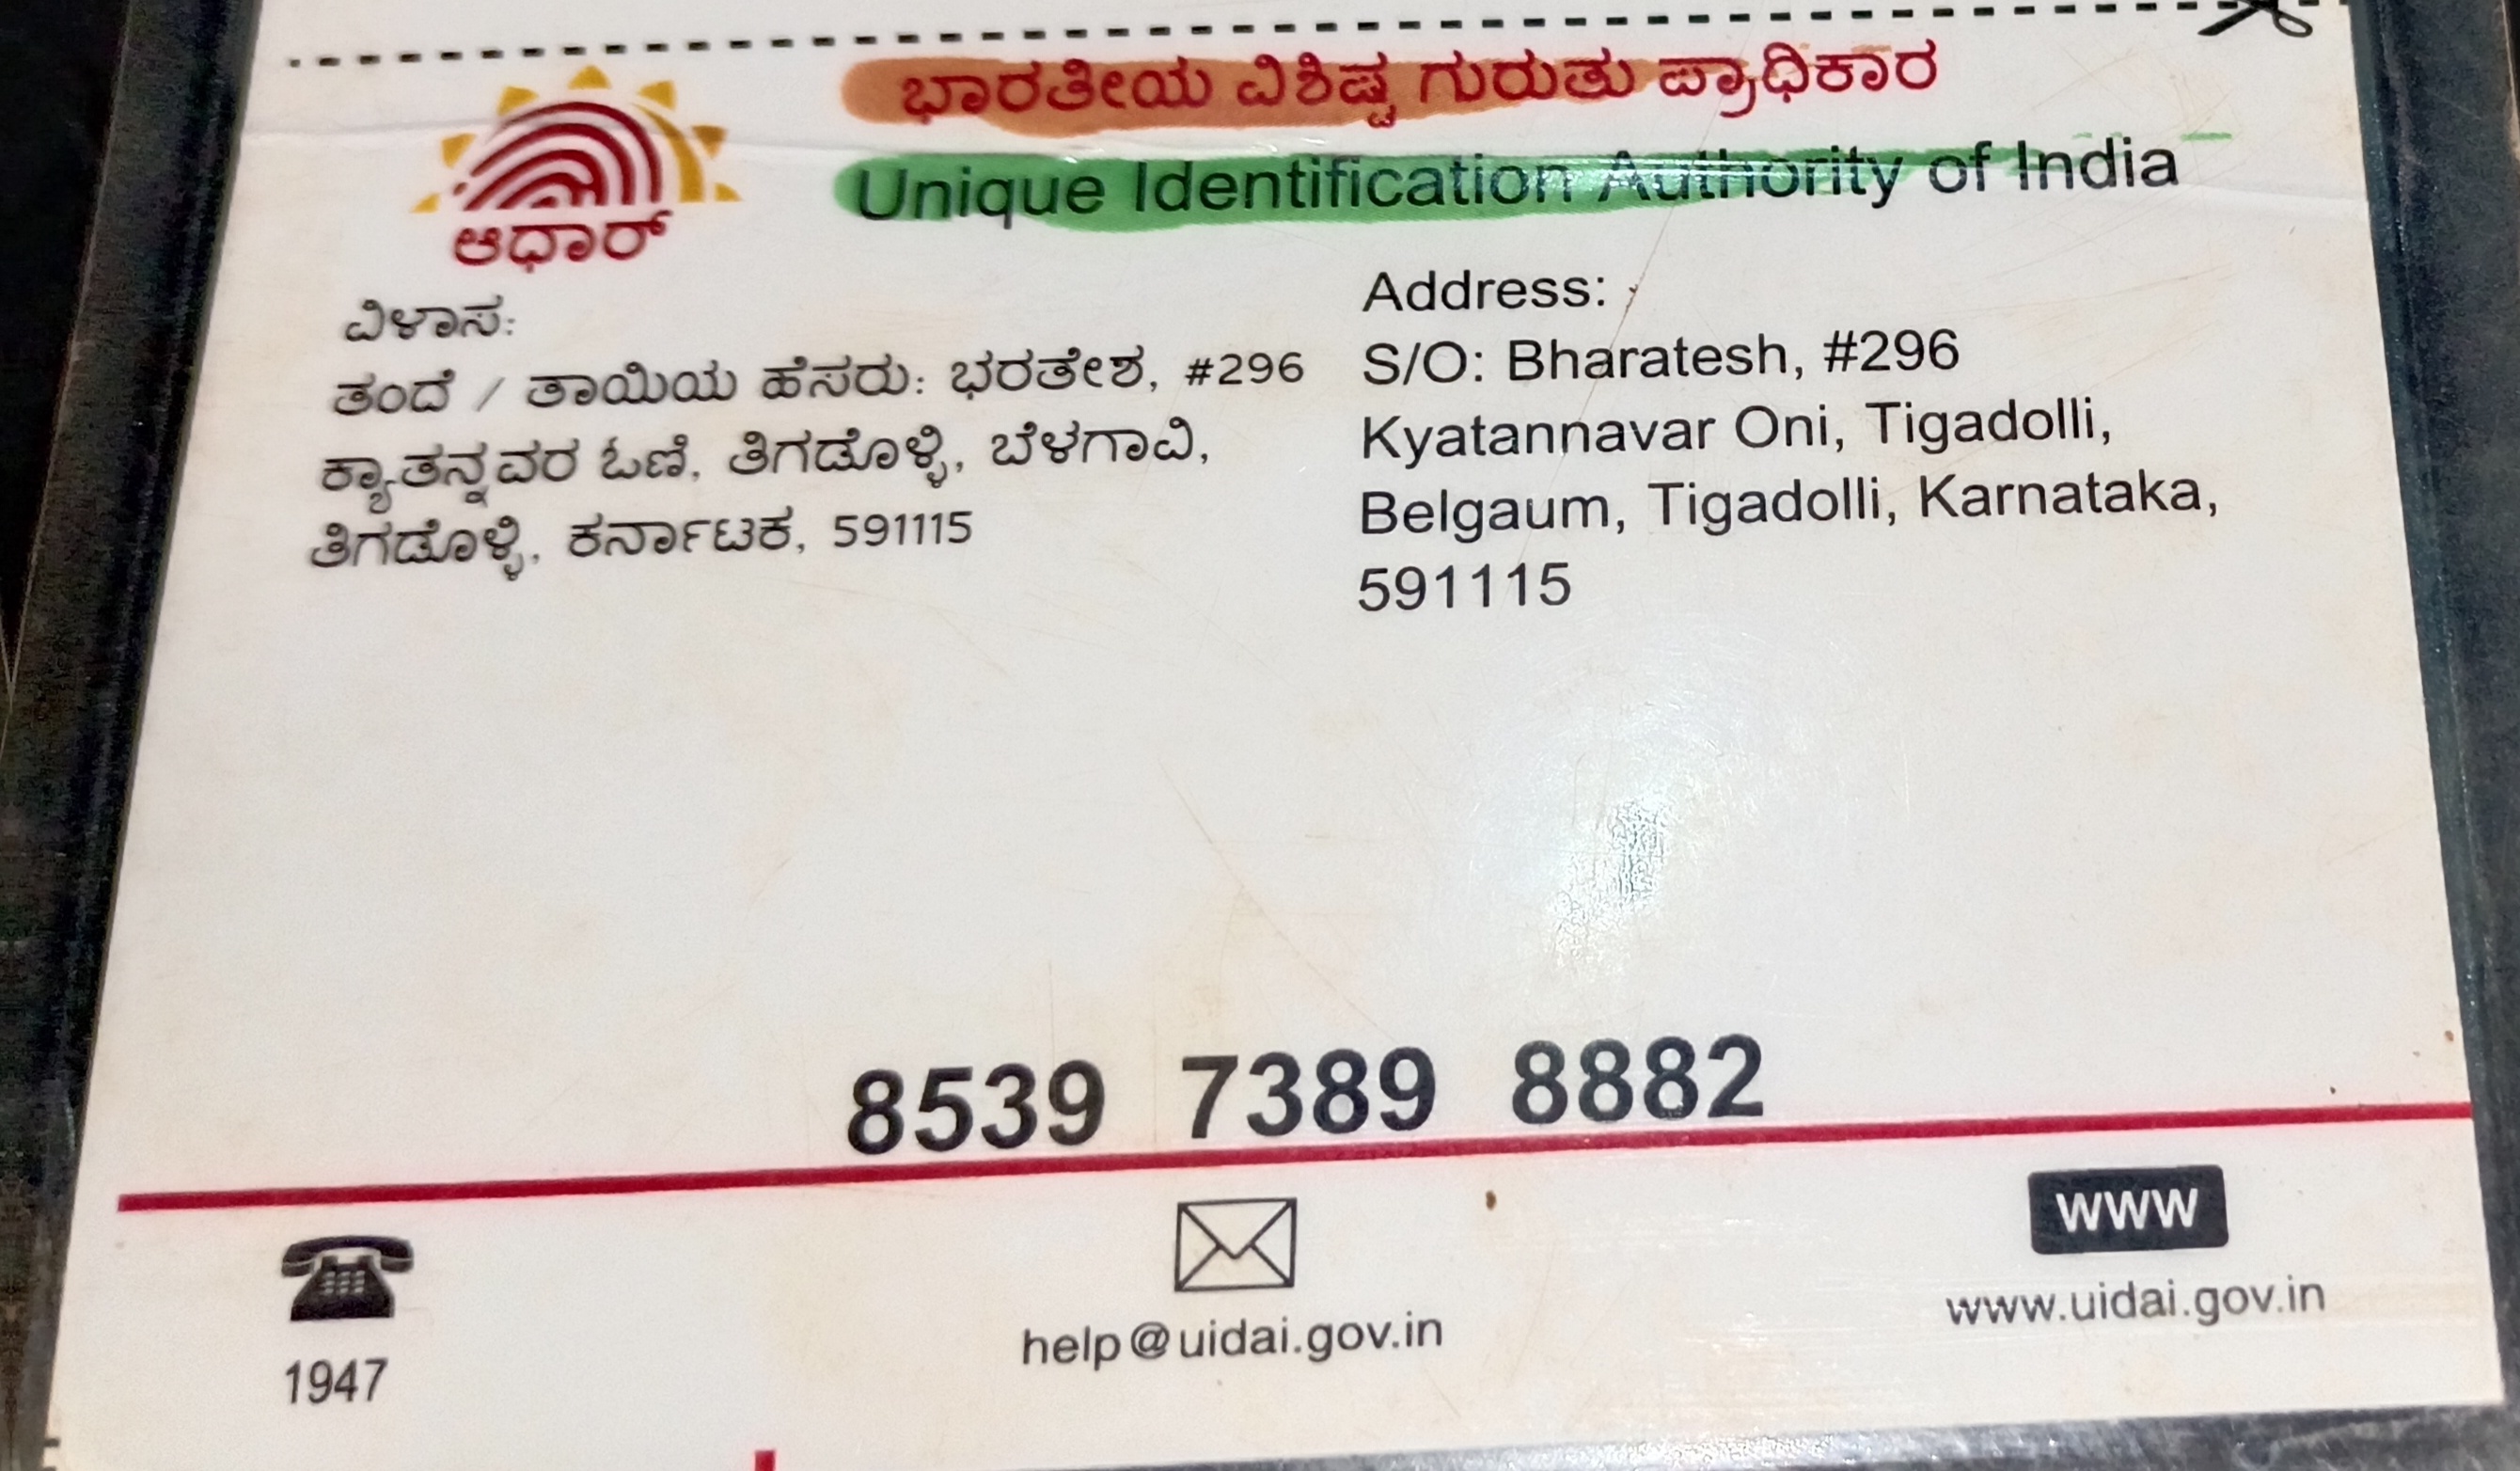 ಭಾರತೀಯ ವಿಶಿಷ್ಟ ಗುರುತು ಪ್ರಾಧಿಕಾರ
Unique Identification Authority of India
ಆಧಾರ್
ವಿಳಾಸ:
ತಂದೆ / ತಾಯಿಯ ಹೆಸರು: ಭರತೇಶ, #296
ಕ್ಯಾತನ್ನವರ ಓಣಿ, ತಿಗಡೊಳ್ಳಿ, ಬೆಳಗಾವಿ,
ತಿಗಡೊಳ್ಳಿ, ಕರ್ನಾಟಕ, 591115
Address:
S/O: Bharatesh, #296
Kyatannavar Oni, Tigadolli,
Belgaum, Tigadolli, Karnataka,
591115
8539 7389 8882
1947
help@uidai.gov.in
www
www.uidai.gov.in